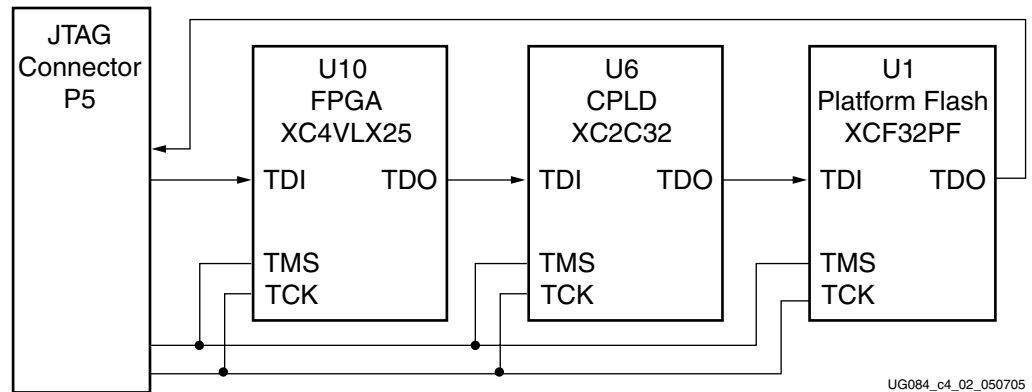 JTAG
Connector
P5
U10
FPGA
XC4VLX25
TDI TDO
TMS
TCK
U6
CPLD
XC2C32
TDI TDO
TMS
TCK
U1
Platform Flash
XCF32PF
TDI TDO
TMS
TCK
UG084_c4_02_050705